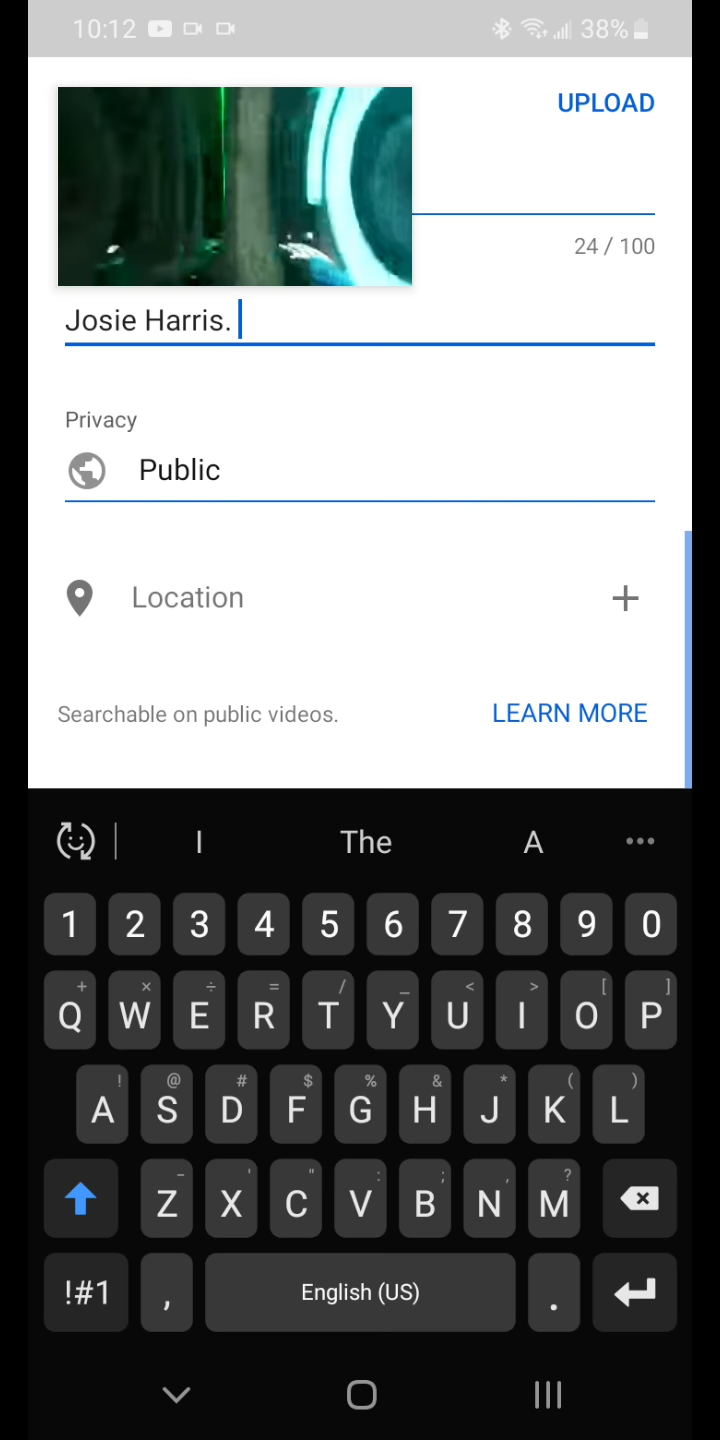 10:12 38%
UPLOAD
24 / 100
Josie Harris.
Privacy
Public
Location +
Searchable on public videos. LEARN MORE
I The A •••
1 2 3 4 5 6 7 8 9 0
+ × ÷ = / _ < > [ ]
Q W E R T Y U I O P
! @ # $ % & * ( )
A S D F G H J K L
- ' " : ; , ?
Z X C V B N M
!#1 , English (US) .